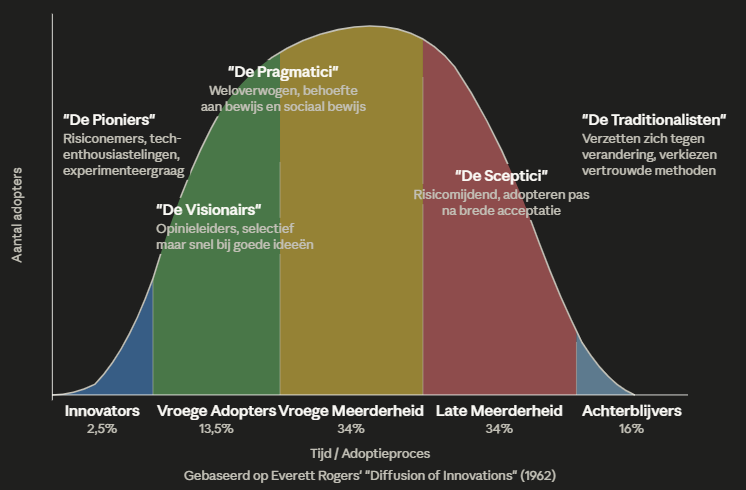 "De Pragmatici"
Weloverwogen, behoefte
aan bewijs en sociaal bewijs
"De Pioniers"
Risiconemers, tech-
enthousiastelingen,
experimenteergraag
"De Traditionalisten"
Verzetten zich tegen
verandering, verkiezen
vertrouwde methoden
"De Sceptici"
Risicomijdend, adopteren pas
na brede acceptatie
"De Visionairs"
Opinieleiders, selectief
maar snel bij goede ideeën
Aantal adopters
Innovators
2,5%
Vroege Adopters
13,5%
Vroege Meerderheid
34%
Late Meerderheid
34%
Achterblijvers
16%
Tijd / Adoptieproces
Gebaseerd op Everett Rogers' "Diffusion of Innovations" (1962)